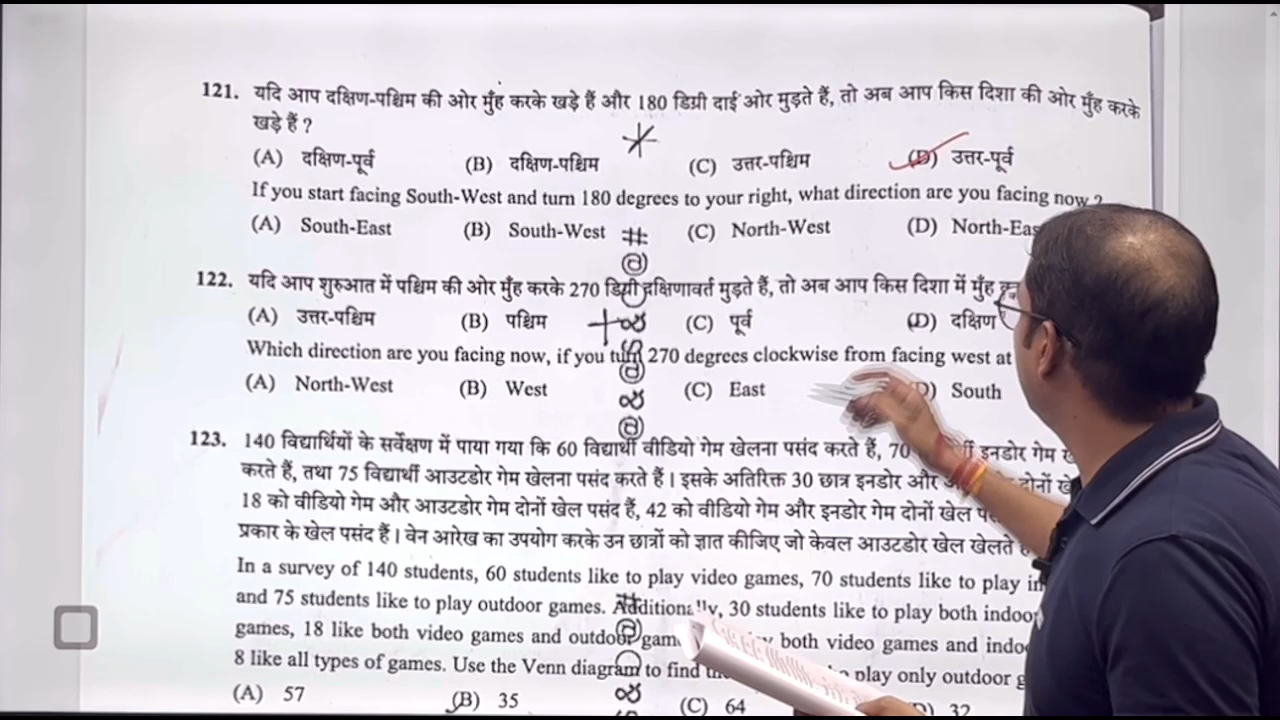 121. यदि आप दक्षिण-पश्चिम की ओर मुँह करके खड़े हैं और 180 डिग्री दाई ओर मुड़ते हैं, तो अब आप किस दिशा की ओर मुँह करके
खड़े हैं ?
(A) दक्षिण-पूर्व (B) दक्षिण-पश्चिम (C) उत्तर-पश्चिम (D) उत्तर-पूर्व
If you start facing South-West and turn 180 degrees to your right, what direction are you facing now ?
(A) South-East (B) South-West (C) North-West (D) North-Eas
122. यदि आप शुरुआत में पश्चिम की ओर मुँह करके 270 डिग्री दक्षिणावर्त मुड़ते हैं, तो अब आप किस दिशा में मुँह
(A) उत्तर-पश्चिम (B) पश्चिम (C) पूर्व (D) दक्षिण
Which direction are you facing now, if you turn 270 degrees clockwise from facing west at
(A) North-West (B) West (C) East (D) South
123. 140 विद्यार्थियों के सर्वेक्षण में पाया गया कि 60 विद्यार्थी वीडियो गेम खेलना पसंद करते हैं, 70 इनडोर गेम
करते हैं, तथा 75 विद्यार्थी आउटडोर गेम खेलना पसंद करते हैं । इसके अतिरिक्त 30 छात्र इनडोर और दोनों
18 को वीडियो गेम और आउटडोर गेम दोनों खेल पसंद हैं, 42 को वीडियो गेम और इनडोर गेम दोनों खेल
प्रकार के खेल पसंद हैं । वेन आरेख का उपयोग करके उन छात्रों को ज्ञात कीजिए जो केवल आउटडोर खेल खेलते
In a survey of 140 students, 60 students like to play video games, 70 students like to play
and 75 students like to play outdoor games. Additionally, 30 students like to play both indoor
games, 18 like both video games and outdoor both video games and
8 like all types of games. Use the Venn diagram to find play only outdoor
(A) 57 (B) 35 (C) 64 (D) 32